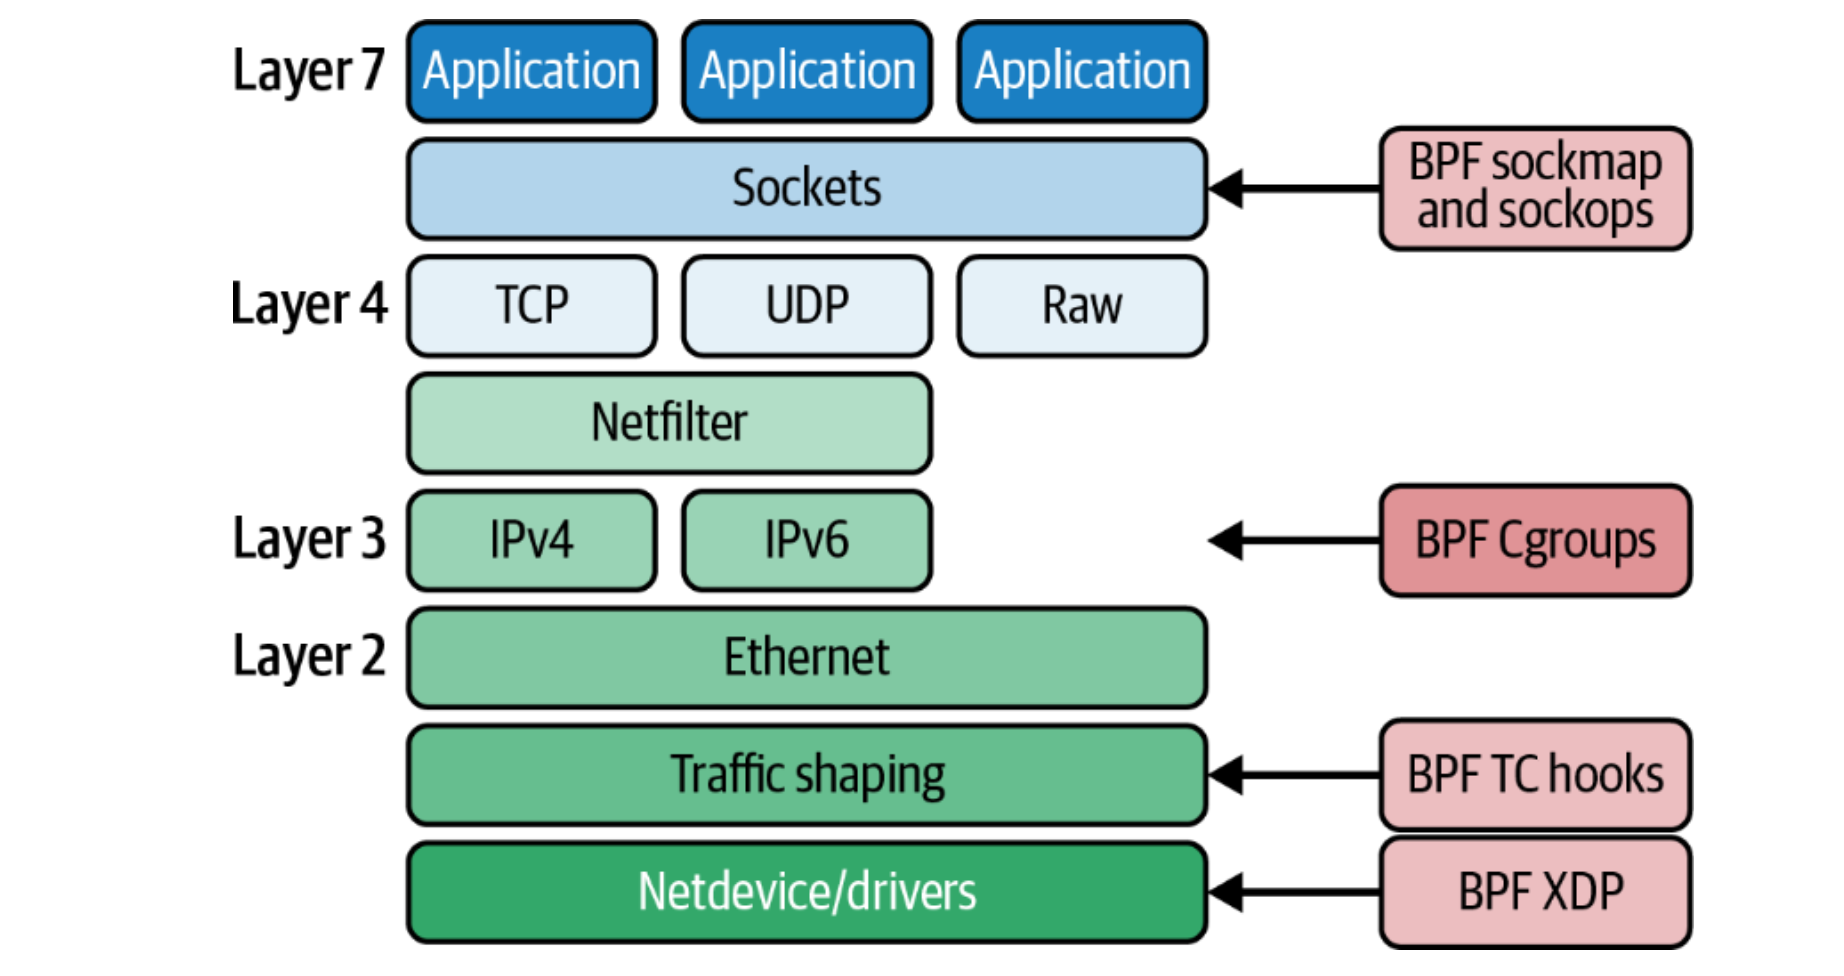 Layer 7
Application
Application
Application
Sockets
BPF sockmap
and sockops
Layer 4
TCP
UDP
Raw
Netfilter
Layer 3
IPv4
IPv6
BPF Cgroups
Layer 2
Ethernet
Traffic shaping
BPF TC hooks
Netdevice/drivers
BPF XDP